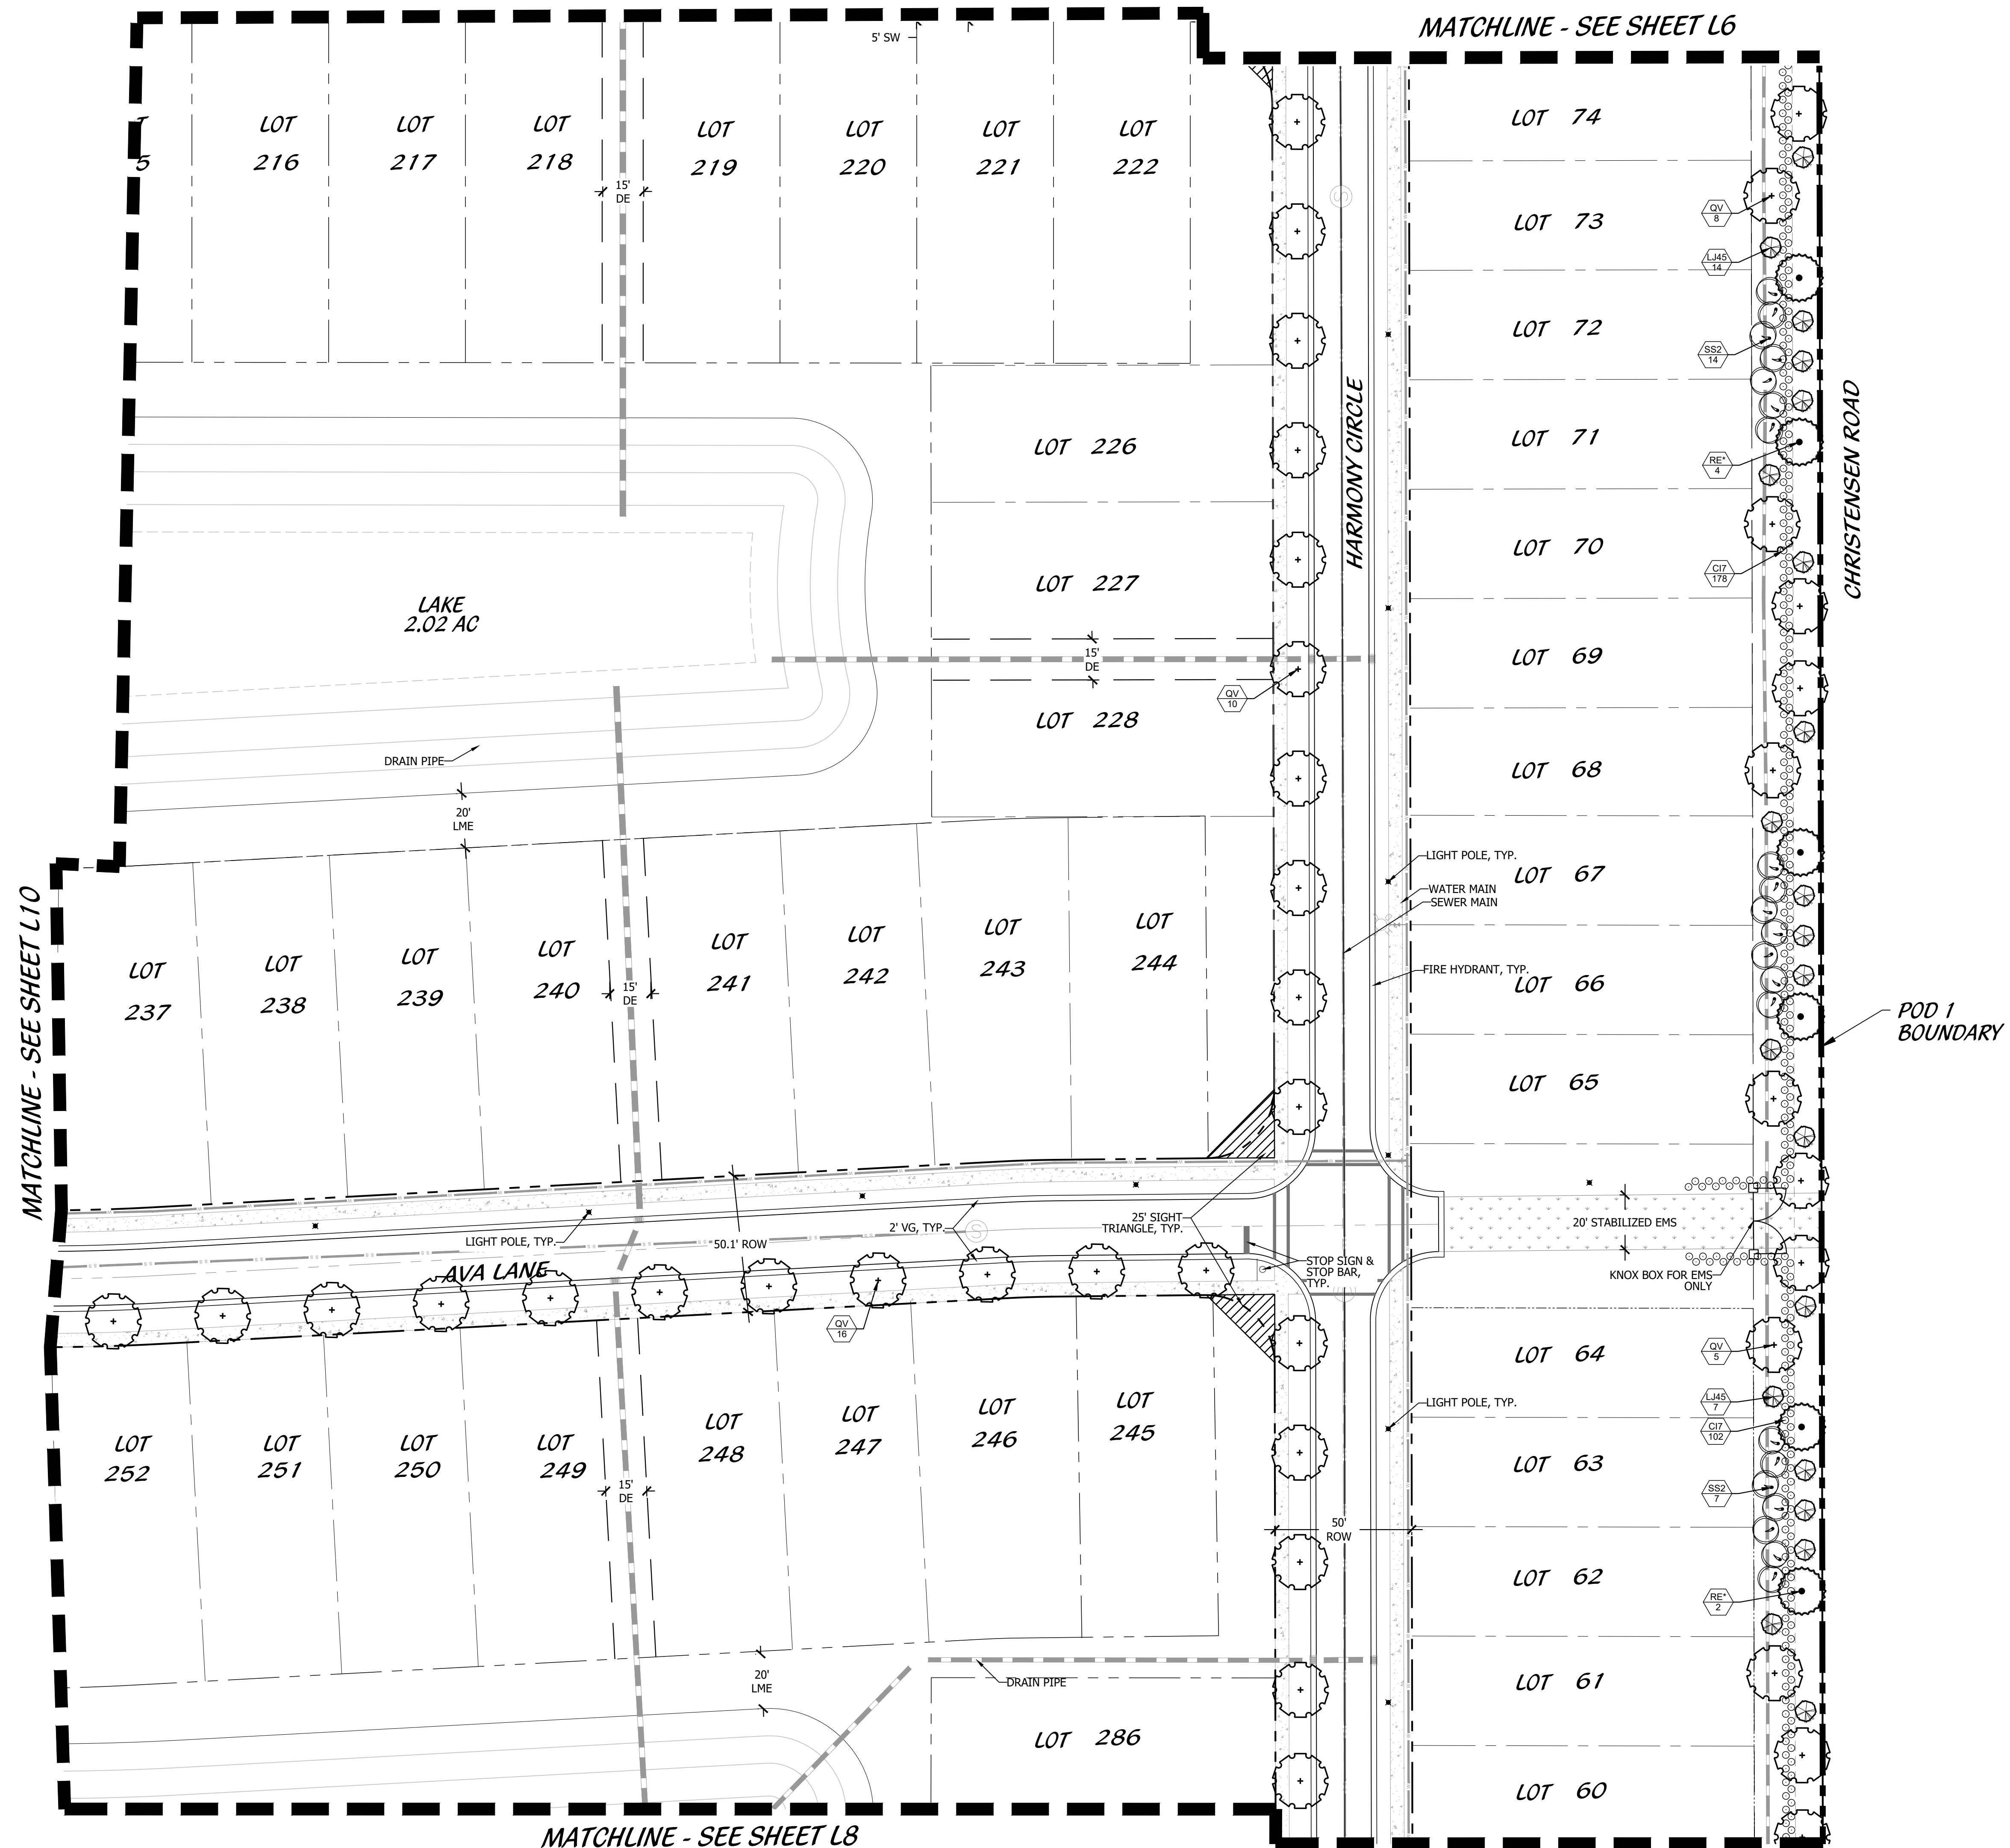 MATCHLINE - SEE SHEET L6
5' SW
LOT
216
LOT
217
LOT
218
15'
DE
LOT
219
LOT
220
LOT
221
LOT
222
5
LOT 74
LOT 73
LOT 72
LOT 71
LOT 70
LOT 69
LOT 68
LOT 67
LOT 66
LOT 65
QV
8
LJ45
14
SS2
14
RE*
4
CI7
178
CHRISTENSEN ROAD
HARMONY CIRCLE
LOT 226
LOT 227
15'
DE
LOT 228
QV
10
LAKE
2.02 AC
DRAIN PIPE
20'
LME
LIGHT POLE, TYP.
WATER MAIN
SEWER MAIN
FIRE HYDRANT, TYP.
MATCHLINE - SEE SHEET L10
LOT
237
LOT
238
LOT
239
LOT
240
15'
DE
LOT
241
LOT
242
LOT
243
LOT
244
POD 1
BOUNDARY
LIGHT POLE, TYP.
2' VG, TYP.
50.1' ROW
AVA LANE
25' SIGHT
TRIANGLE, TYP.
STOP SIGN &
STOP BAR,
TYP.
20' STABILIZED EMS
KNOX BOX FOR EMS
ONLY
QV
16
LOT
252
LOT
251
LOT
250
LOT
249
15'
DE
LOT
248
LOT
247
LOT
246
LOT
245
LIGHT POLE, TYP.
50'
ROW
LOT 64
LOT 63
LOT 62
LOT 61
LOT 60
QV
5
LJ45
7
CI7
102
SS2
7
RE*
2
20'
LME
DRAIN PIPE
LOT 286
MATCHLINE - SEE SHEET L8